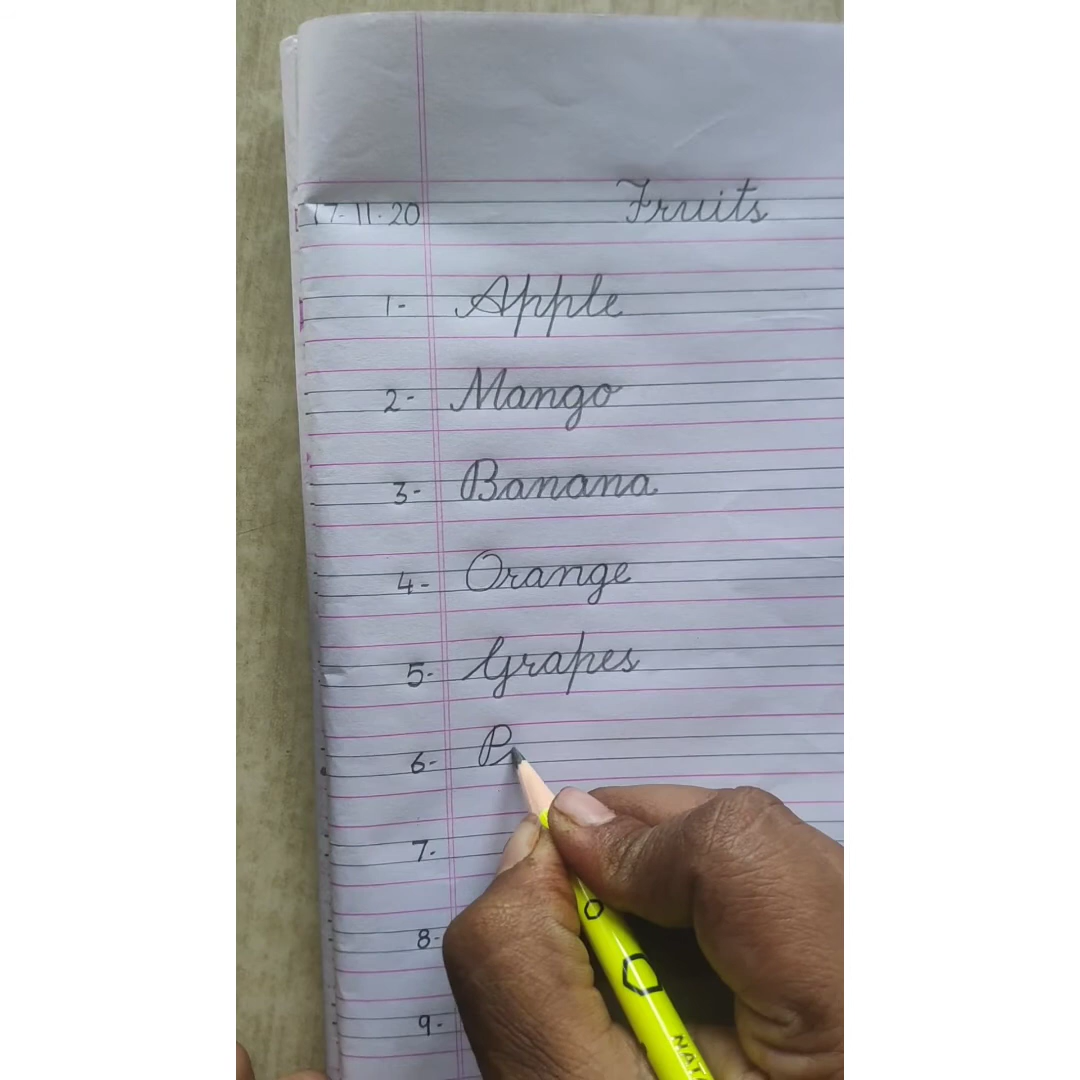 17-11-20 Fruits
1- Apple
2- Mango
3- Banana
4- Orange
5- Grapes
6- P
7-
8-
9-